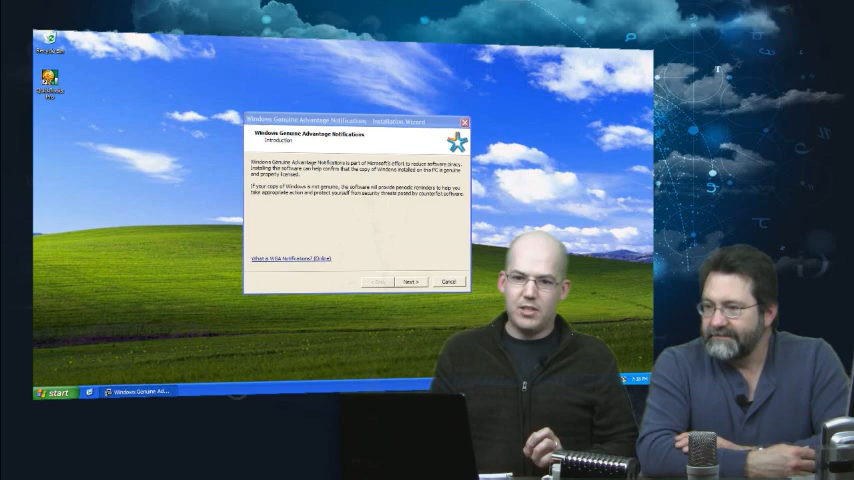 Recycle Bin
QuickBooks
Pro
Windows Genuine Advantage Notifications - Installation Wizard
Windows Genuine Advantage Notifications
Introduction
Windows Genuine Advantage Notifications is part of Microsoft's effort to reduce software piracy.
Installing this software can help confirm that the copy of Windows installed on this PC is genuine
and properly licensed.
If your copy of Windows is not genuine, the software will provide periodic reminders to help you
take appropriate action and protect yourself from security threats posed by counterfeit software.
What is WGA Notifications? (Online)
Next >
Cancel
start
Windows Genuine Ad...